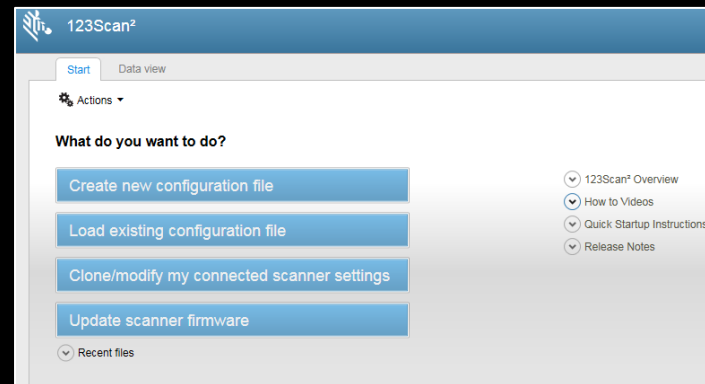 123Scan²
Start Data view
Actions
What do you want to do?
Create new configuration file
Load existing configuration file
Clone/modify my connected scanner settings
Update scanner firmware
Recent files
123Scan² Overview
How to Videos
Quick Startup Instructions
Release Notes